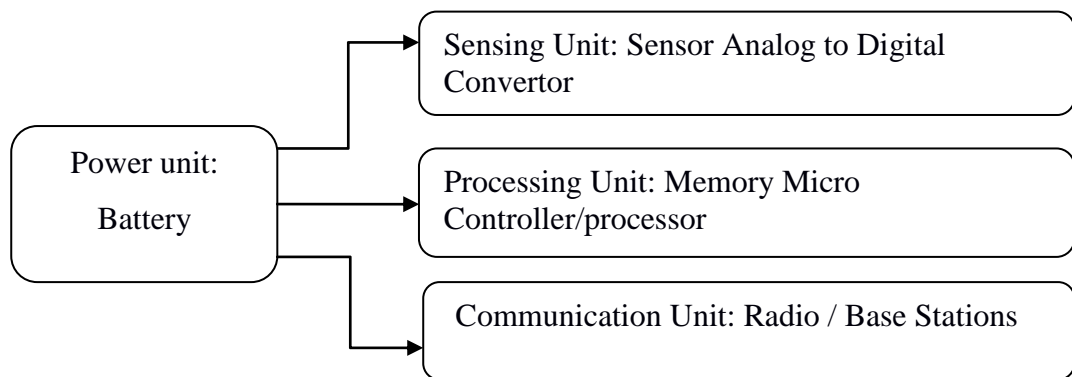 Sensing Unit: Sensor Analog to Digital
Convertor
Power unit:
Battery
Processing Unit: Memory Micro
Controller/processor
Communication Unit: Radio / Base Stations